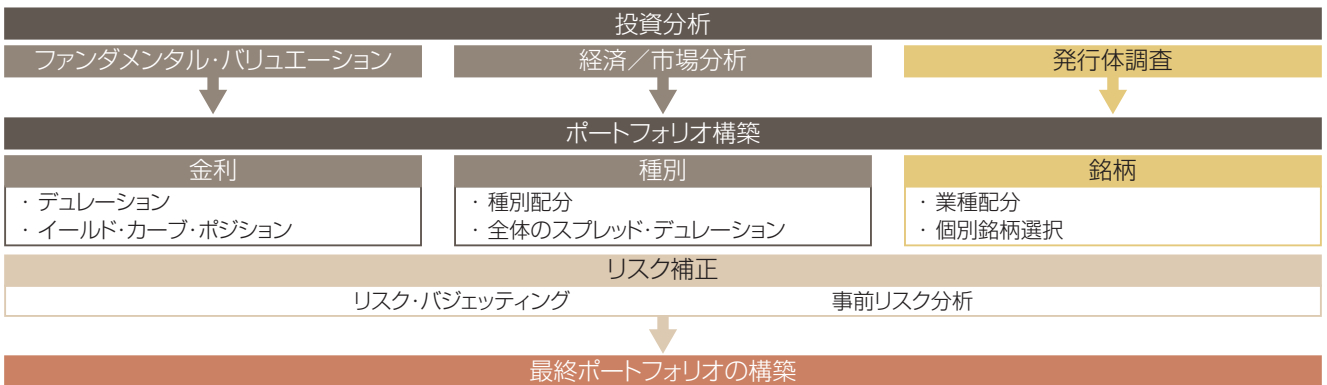 投資分析
ファンダメンタル・バリュエーション
経済／市場分析
発行体調査
ポートフォリオ構築
金利
・デュレーション
・イールド・カーブ・ポジション
種別
・種別配分
・全体のスプレッド・デュレーション
銘柄
・業種配分
・個別銘柄選択
リスク補正
リスク・バジェッティング
事前リスク分析
最終ポートフォリオの構築